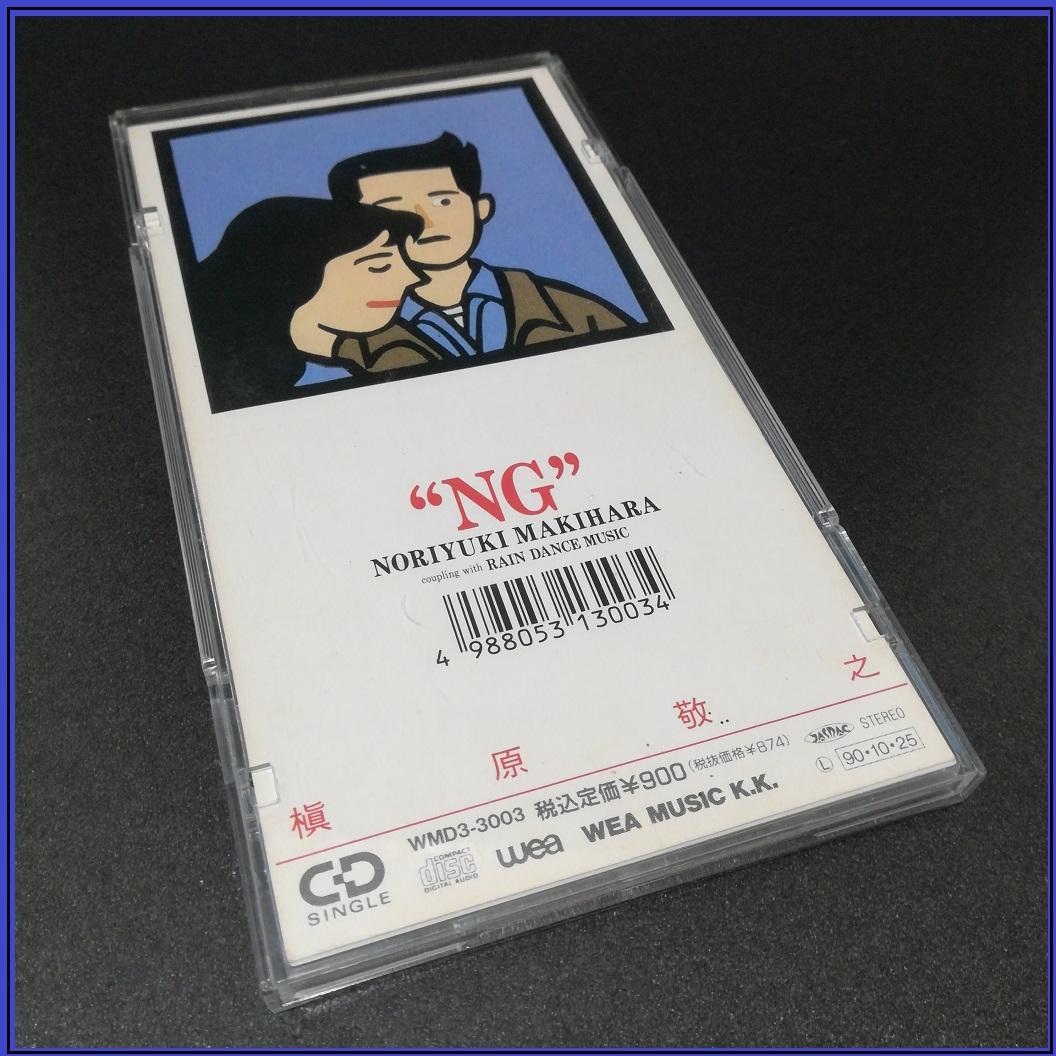 “NG”
NORIYUKI MAKIHARA
coupling with RAIN DANCE MUSIC
4 988053 130034
槇原敬之
WMD3-3003 税込定価¥900(税抜価格¥874) JASRAC STEREO
CD SINGLE
COMPACT disc DIGITAL AUDIO
wea WEA MUSIC K.K.
Ⓛ 90•10•25